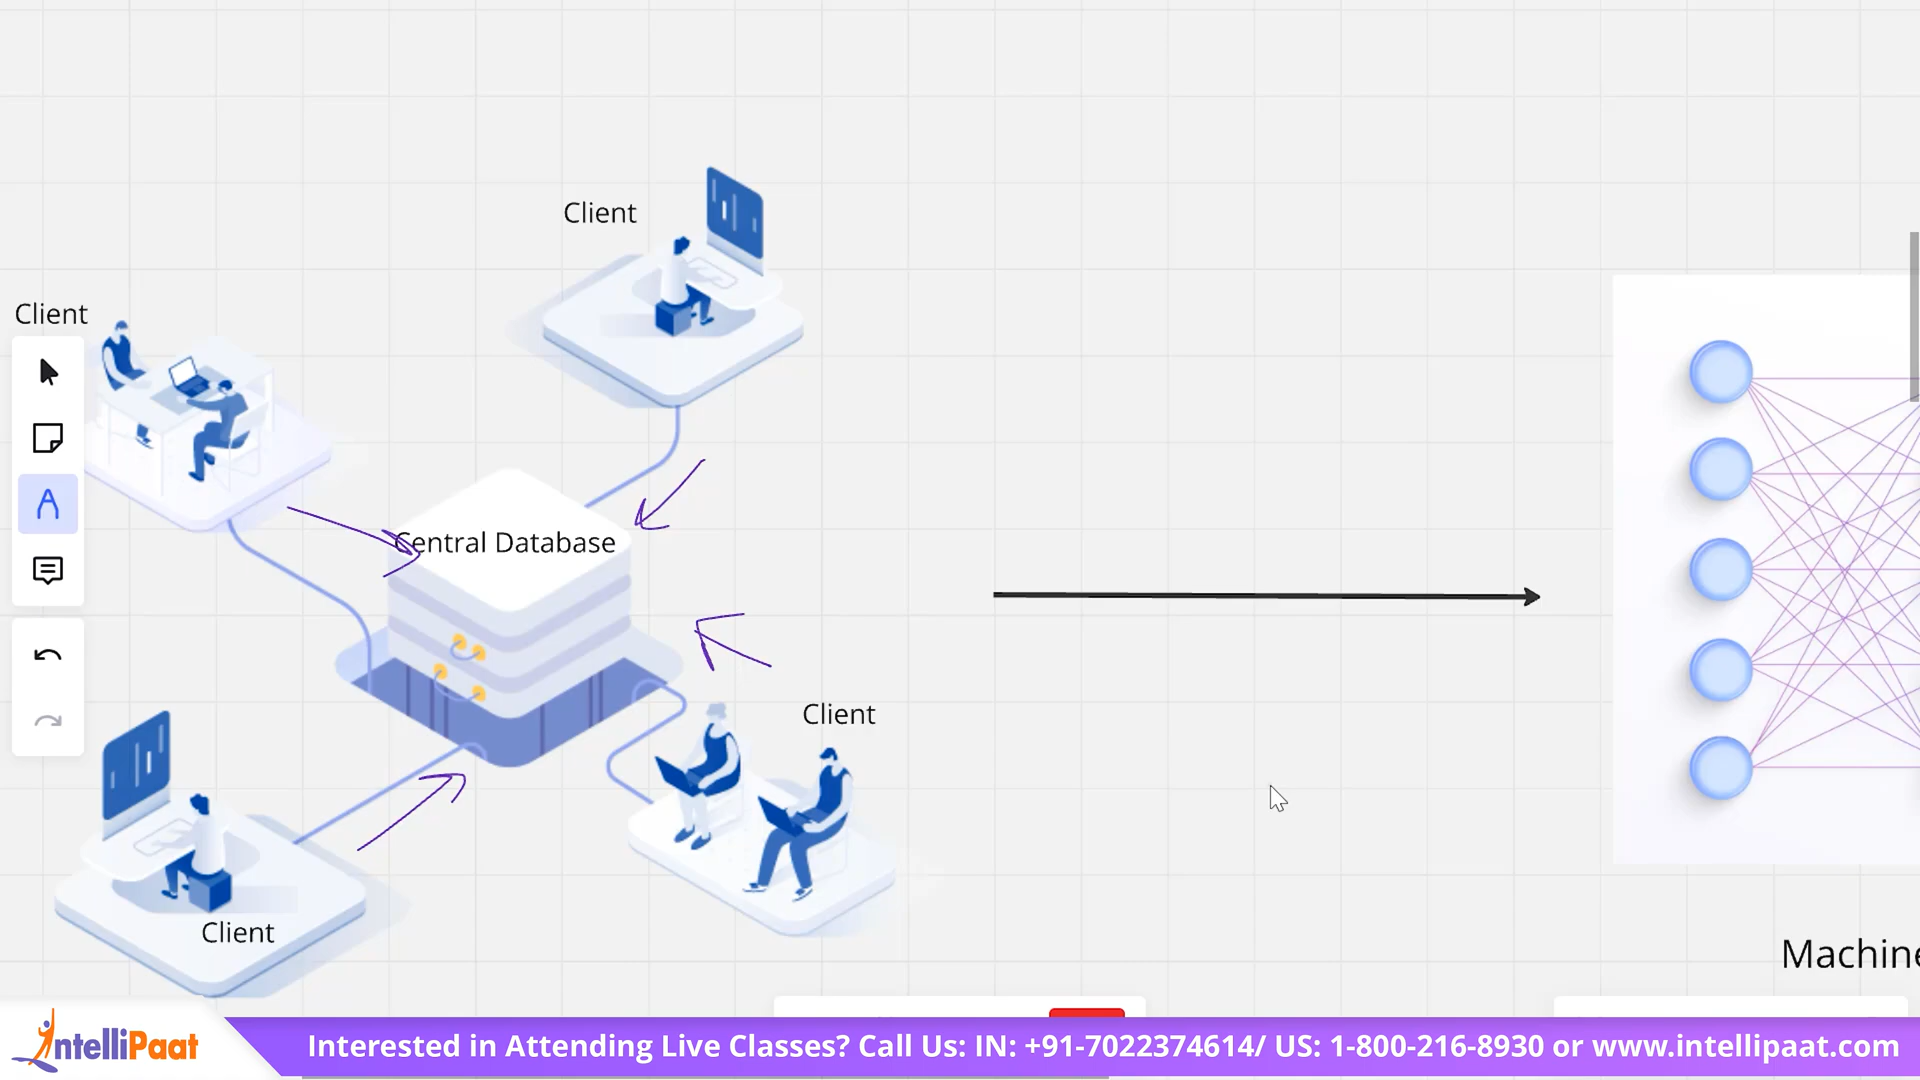 Client
Client
Central Database
Client
Client
IntelliPaat
Interested in Attending Live Classes? Call Us: IN: +91-7022374614/ US: 1-800-216-8930 or www.intellipaat.com